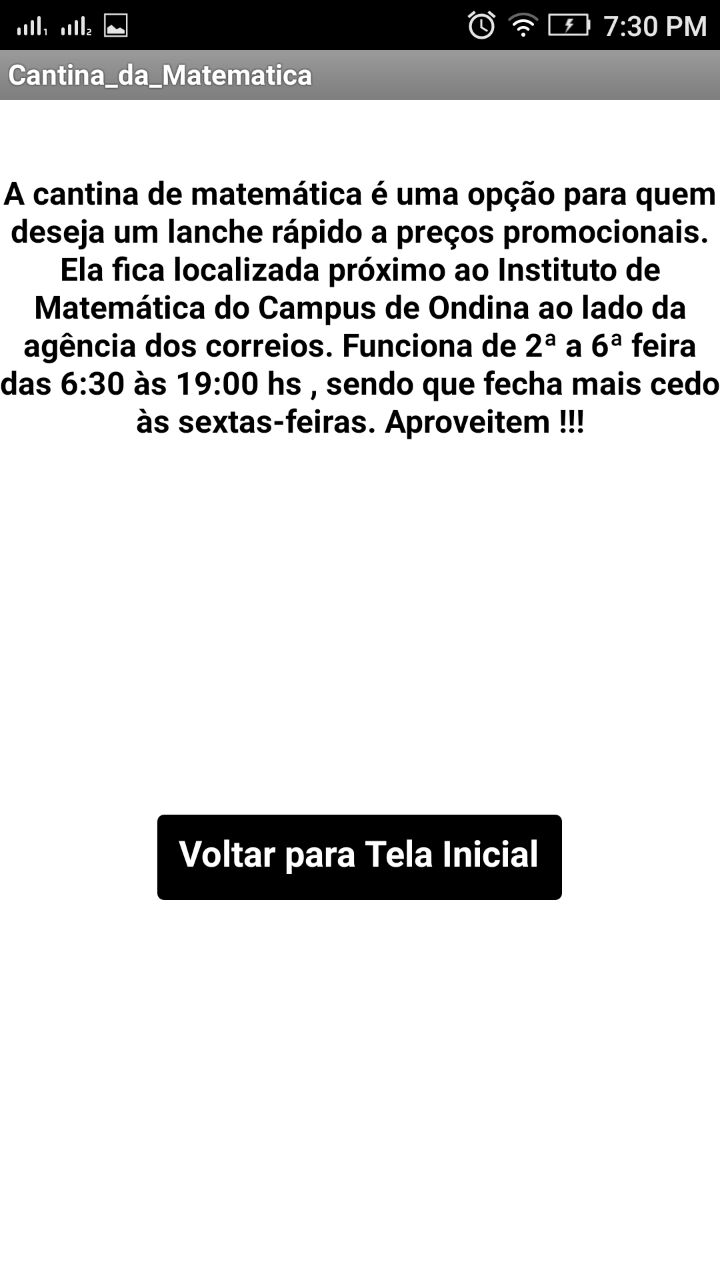 7:30 PM
Cantina_da_Matematica
A cantina de matemática é uma opção para quem
deseja um lanche rápido a preços promocionais.
Ela fica localizada próximo ao Instituto de
Matemática do Campus de Ondina ao lado da
agência dos correios. Funciona de 2ª a 6ª feira
das 6:30 às 19:00 hs , sendo que fecha mais cedo
às sextas-feiras. Aproveitem !!!
Voltar para Tela Inicial